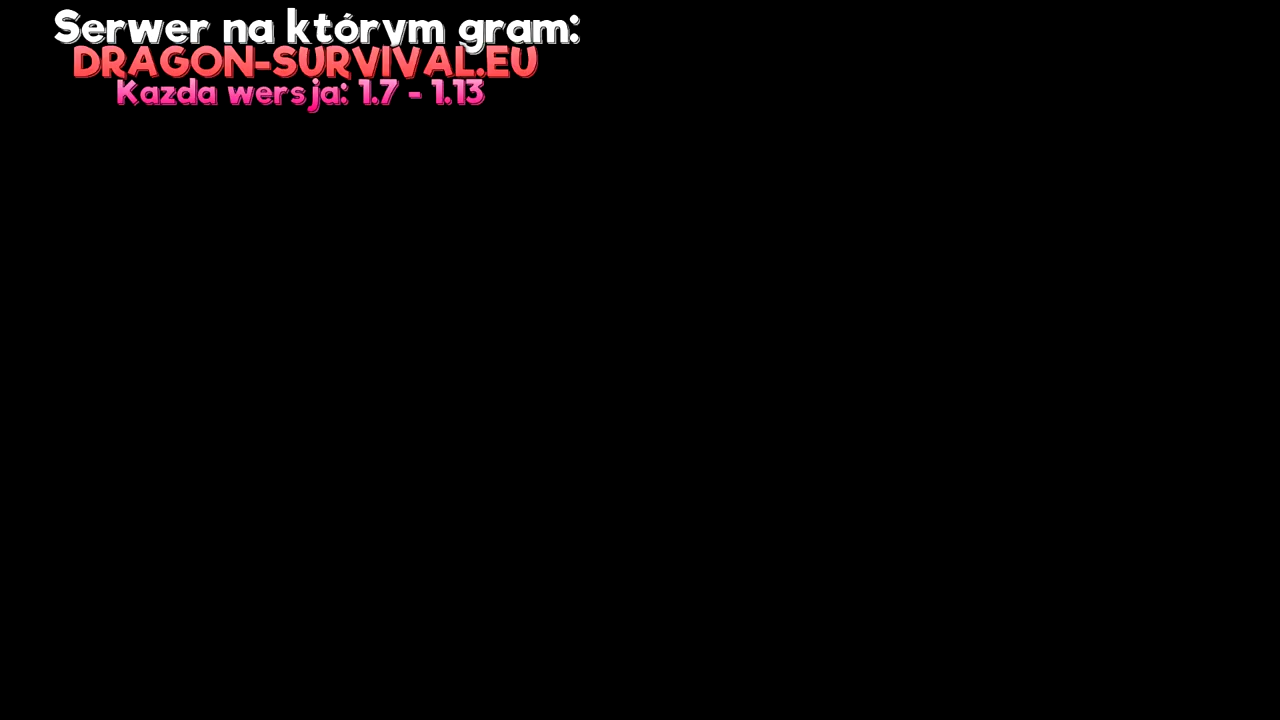 Serwer na którym gram:
DRAGON-SURVIVAL.EU
Kazda wersja: 1.7 - 1.13